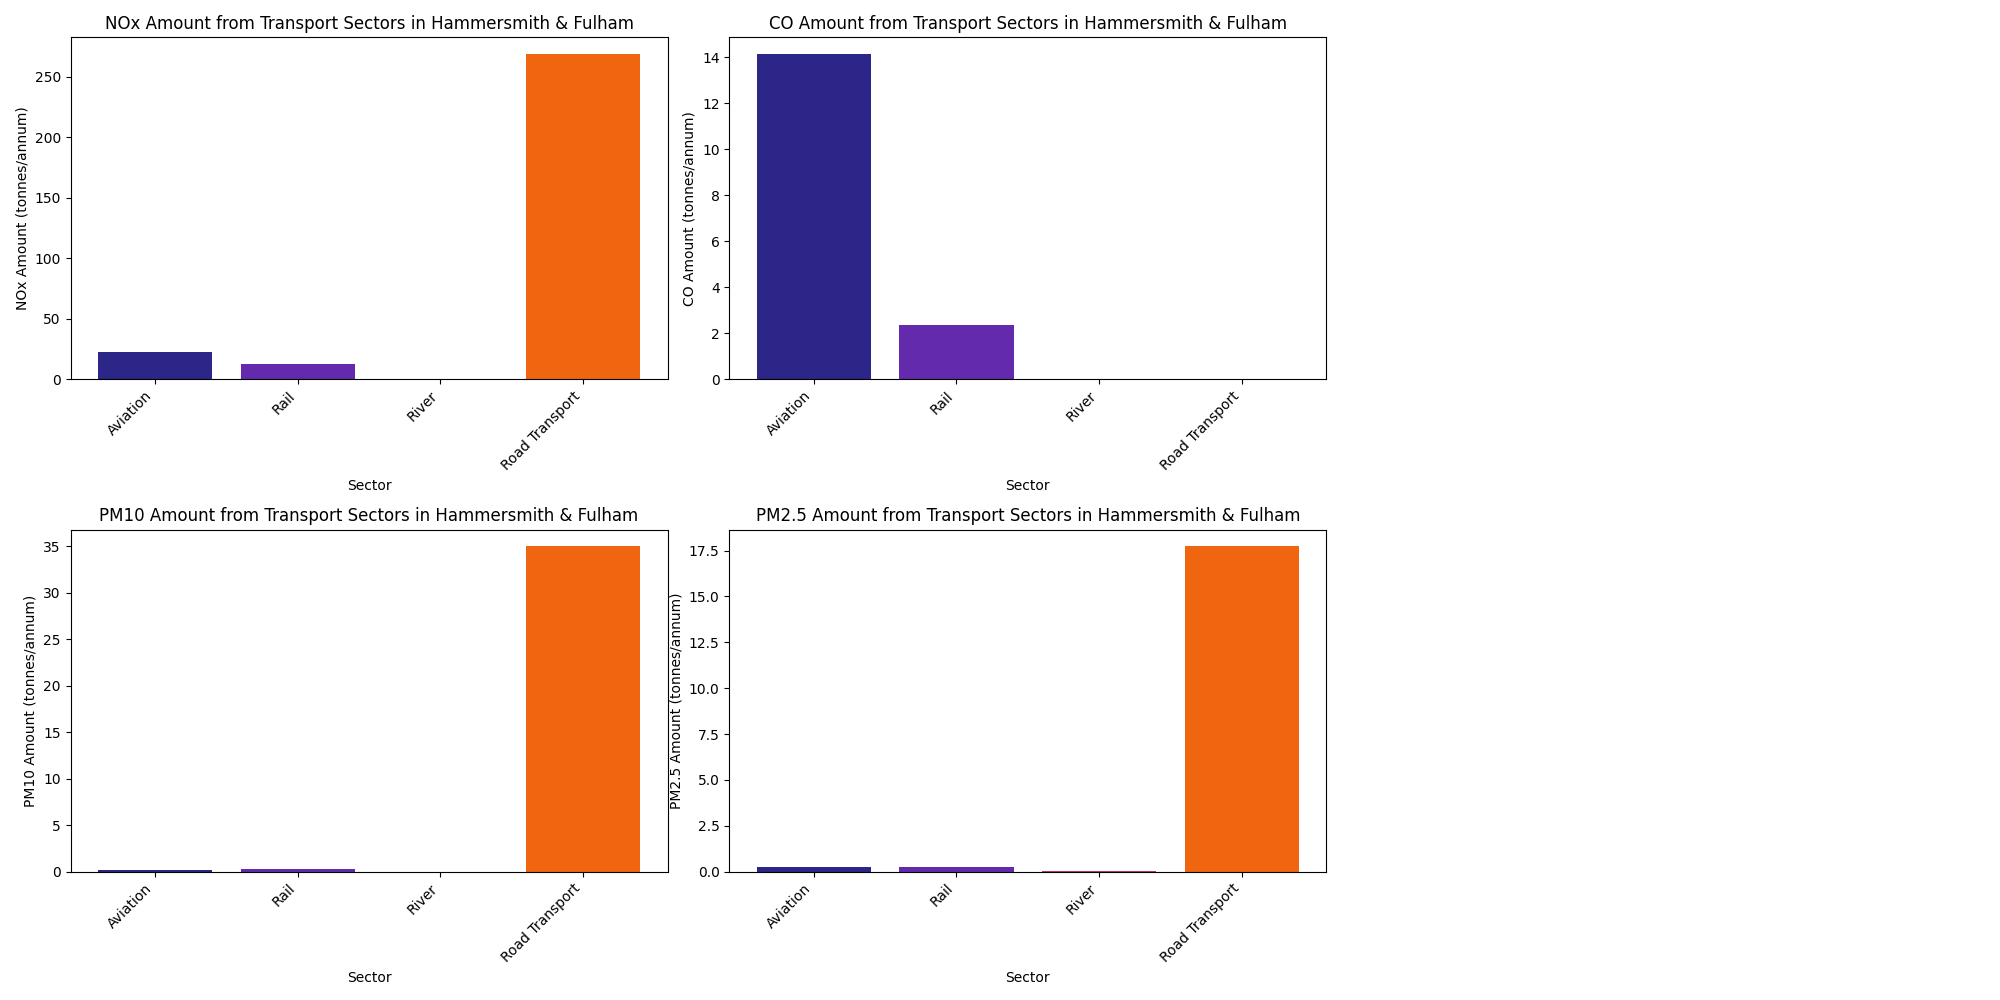 NOx Amount from Transport Sectors in Hammersmith & Fulham
NOx Amount (tonnes/annum)
250
200
150
100
50
0
Aviation
Rail
River
Road Transport
Sector
CO Amount from Transport Sectors in Hammersmith & Fulham
CO Amount (tonnes/annum)
14
12
10
8
6
4
2
0
Aviation
Rail
River
Road Transport
Sector
PM10 Amount from Transport Sectors in Hammersmith & Fulham
PM10 Amount (tonnes/annum)
35
30
25
20
15
10
5
0
Aviation
Rail
River
Road Transport
Sector
PM2.5 Amount from Transport Sectors in Hammersmith & Fulham
PM2.5 Amount (tonnes/annum)
17.5
15.0
12.5
10.0
7.5
5.0
2.5
0.0
Aviation
Rail
River
Road Transport
Sector